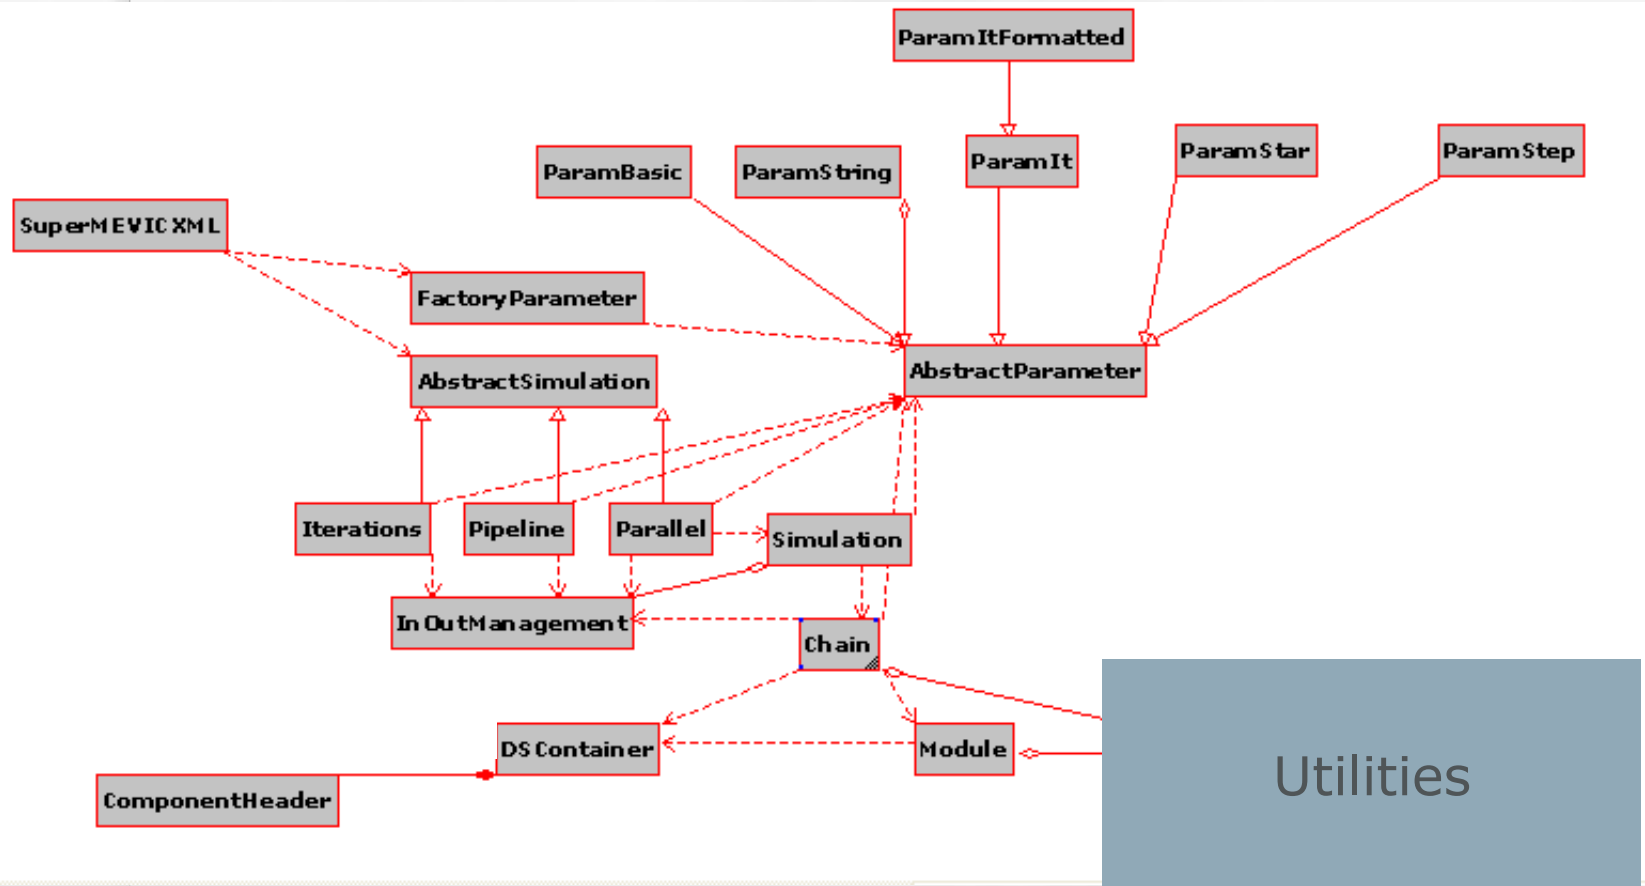 ParamItFormatted
ParamBasic
ParamString
ParamIt
ParamStar
ParamStep
SuperMEVICXML
FactoryParameter
AbstractSimulation
AbstractParameter
Iterations
Pipeline
Parallel
Simulation
InOutManagement
Chain
DSContainer
Module
ComponentHeader
Utilities